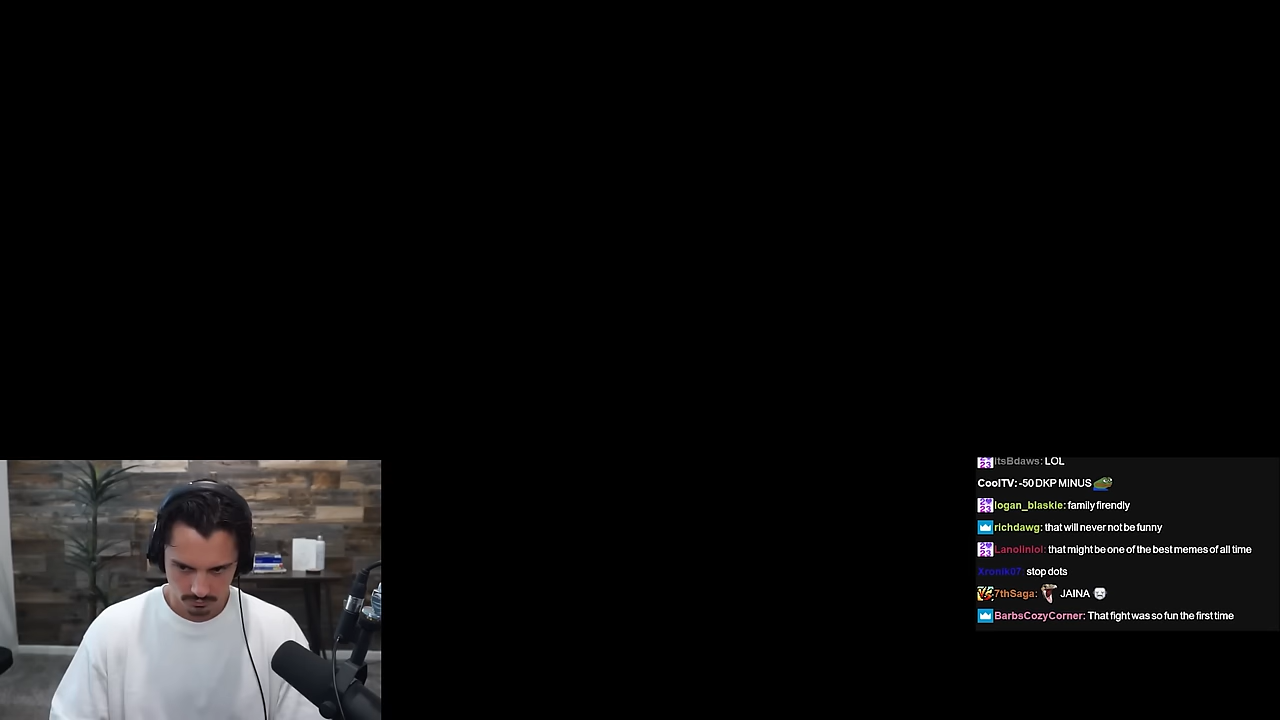 ItsBdaws: LOL
CoolTV: -50 DKP MINUS
logan_blaskie: family firendly
richdawg: that will never not be funny
Lanoliniol: that might be one of the best memes of all time
Xronik07: stop dots
7thSaga: JAINA
BarbsCozyCorner: That fight was so fun the first time